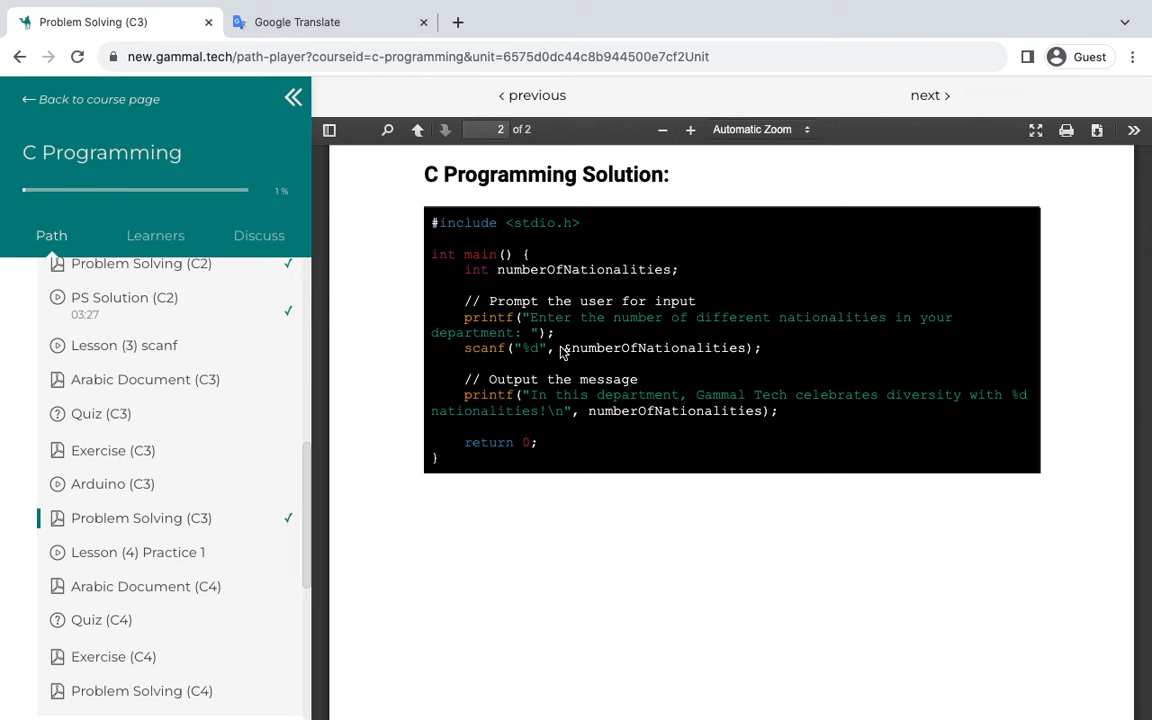 Problem Solving (C3)
Google Translate
new.gammal.tech/path-player?courseid=c-programming&unit=6575d0dc44c8b944500e7cf2Unit
Guest
Back to course page
C Programming
1 %
Path
Learners
Discuss
Problem Solving (C2)
PS Solution (C2)
03:27
Lesson (3) scanf
Arabic Document (C3)
Quiz (C3)
Exercise (C3)
Arduino (C3)
Problem Solving (C3)
Lesson (4) Practice 1
Arabic Document (C4)
Quiz (C4)
Exercise (C4)
Problem Solving (C4)
‹ previous
next ›
2 of 2
Automatic Zoom
C Programming Solution:
#include <stdio.h>
int main() {
int numberOfNationalities;
// Prompt the user for input
printf("Enter the number of different nationalities in your
department: ");
scanf("%d", &numberOfNationalities);
// Output the message
printf("In this department, Gammal Tech celebrates diversity with %d
nationalities!\n", numberOfNationalities);
return 0;
}